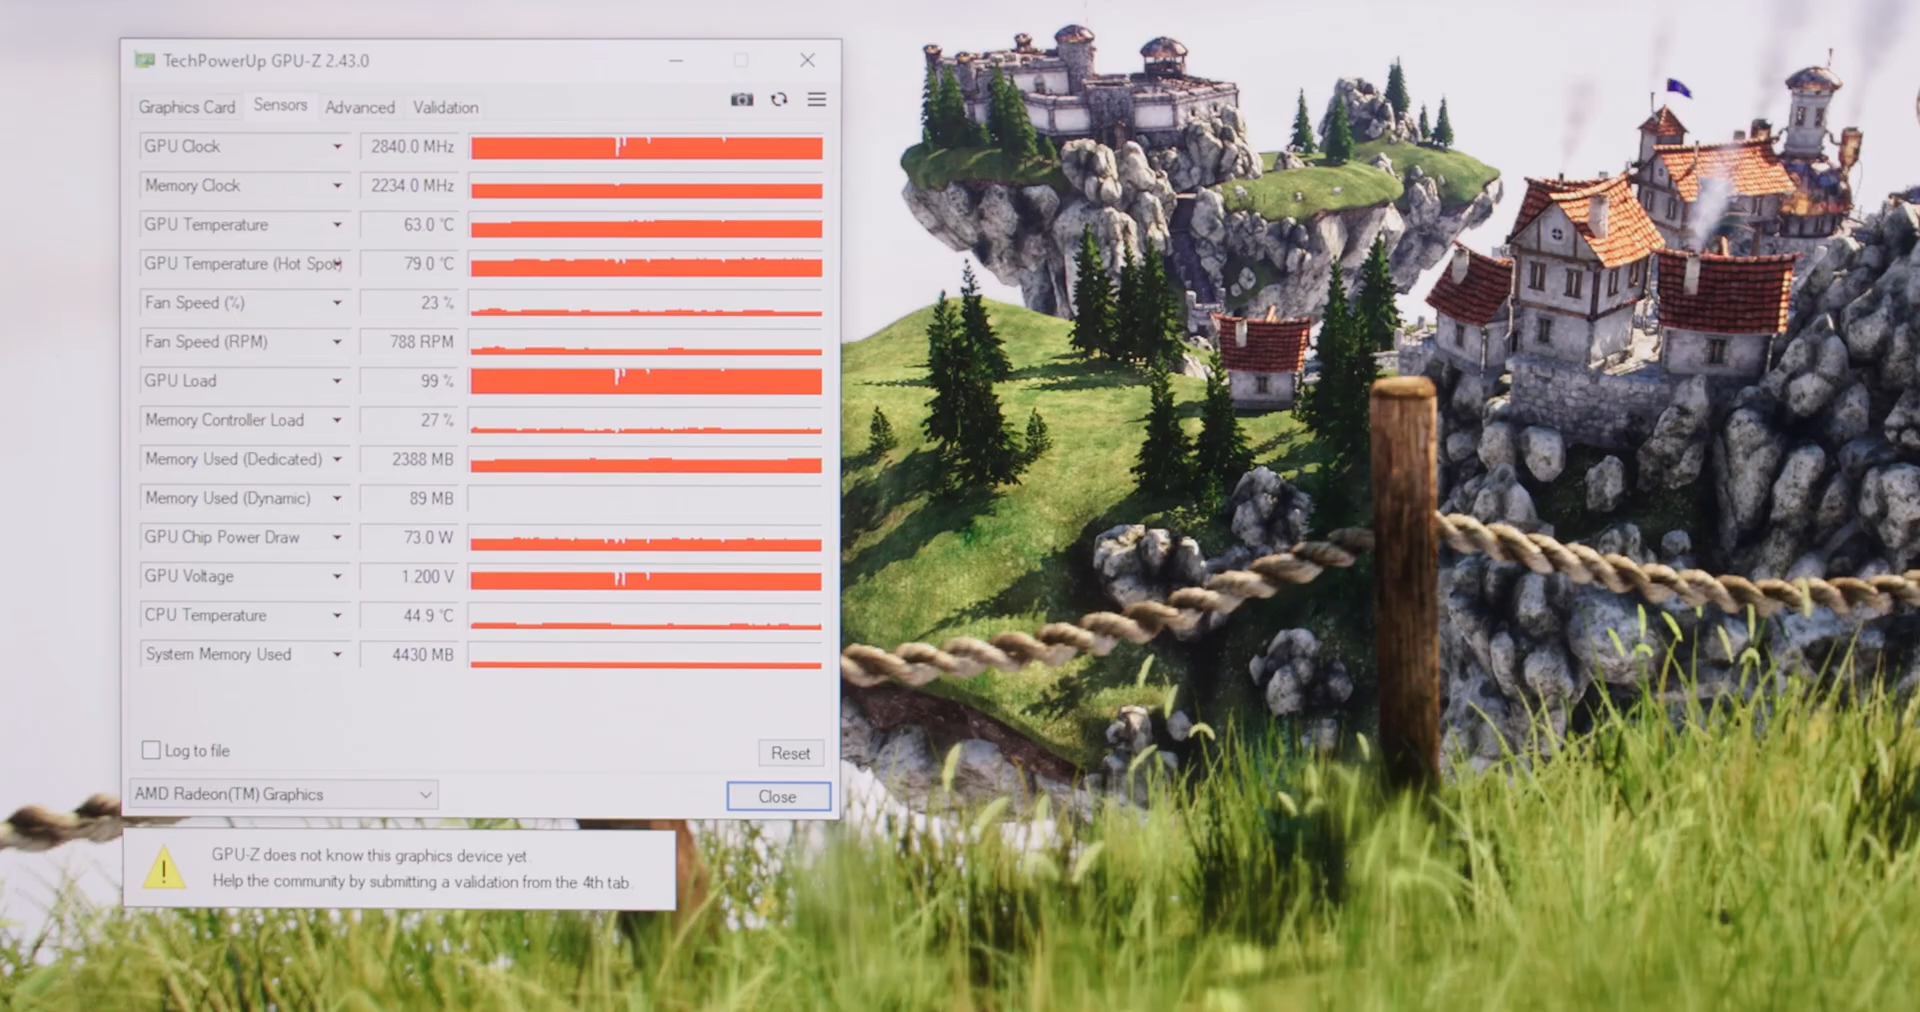 TechPowerUp GPU-Z 2.43.0
Graphics Card Sensors Advanced Validation
GPU Clock 2840.0 MHz
Memory Clock 2234.0 MHz
GPU Temperature 63.0 °C
GPU Temperature (Hot Spot) 79.0 °C
Fan Speed (%) 23 %
Fan Speed (RPM) 788 RPM
GPU Load 99 %
Memory Controller Load 27 %
Memory Used (Dedicated) 2388 MB
Memory Used (Dynamic) 89 MB
GPU Chip Power Draw 73.0 W
GPU Voltage 1.200 V
CPU Temperature 44.9 °C
System Memory Used 4430 MB
Log to file Reset
AMD Radeon(TM) Graphics Close
GPU-Z does not know this graphics device yet.
Help the community by submitting a validation from the 4th tab.